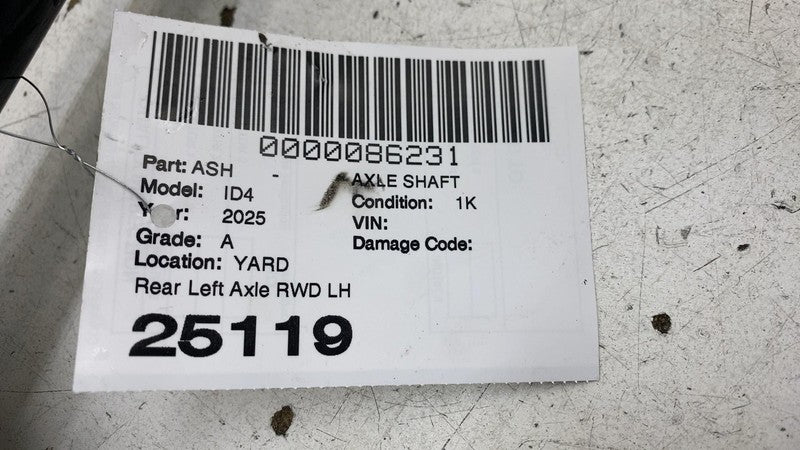 0000086231
Part: ASH - AXLE SHAFT
Model: ID4 Condition: 1K
Year: 2025 VIN:
Grade: A Damage Code:
Location: YARD
Rear Left Axle RWD LH
25119